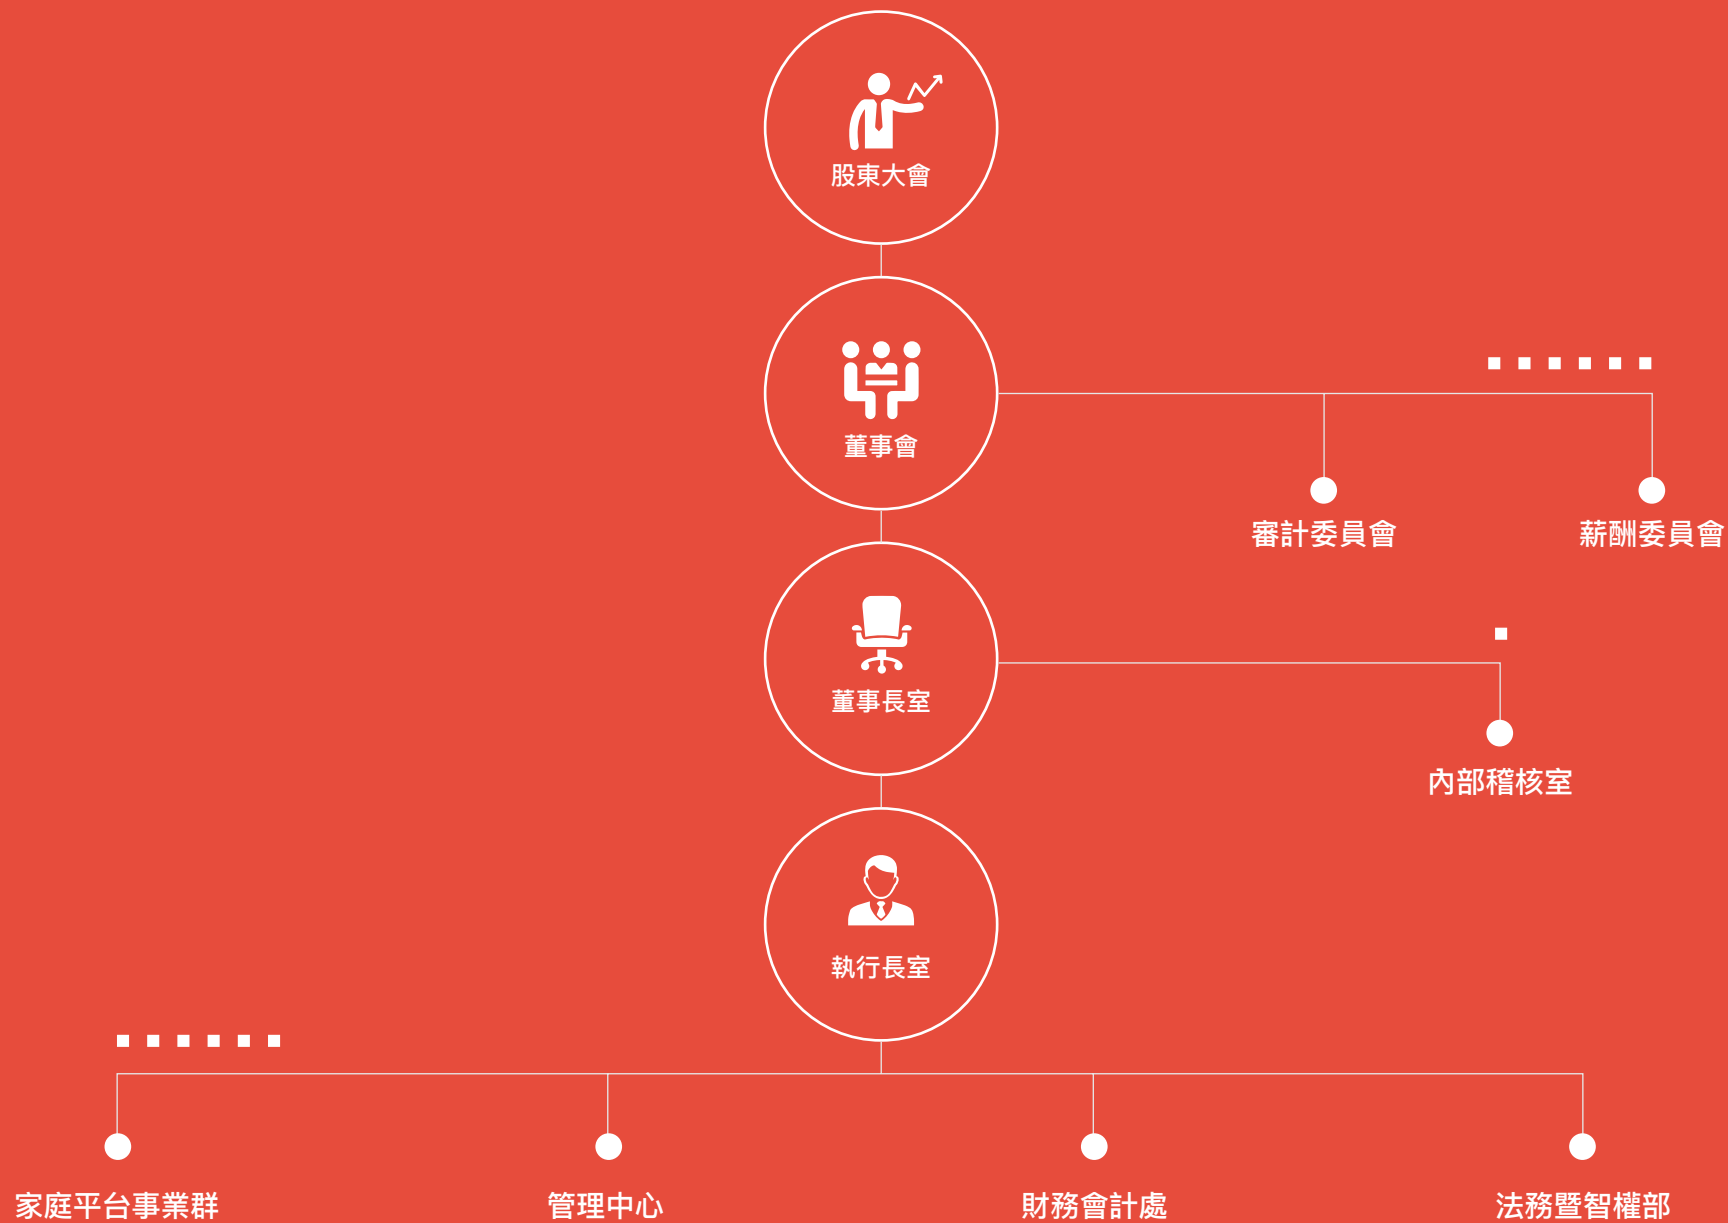 股東大會
董事會
審計委員會
薪酬委員會
董事長室
內部稽核室
執行長室
家庭平台事業群
管理中心
財務會計處
法務暨智權部